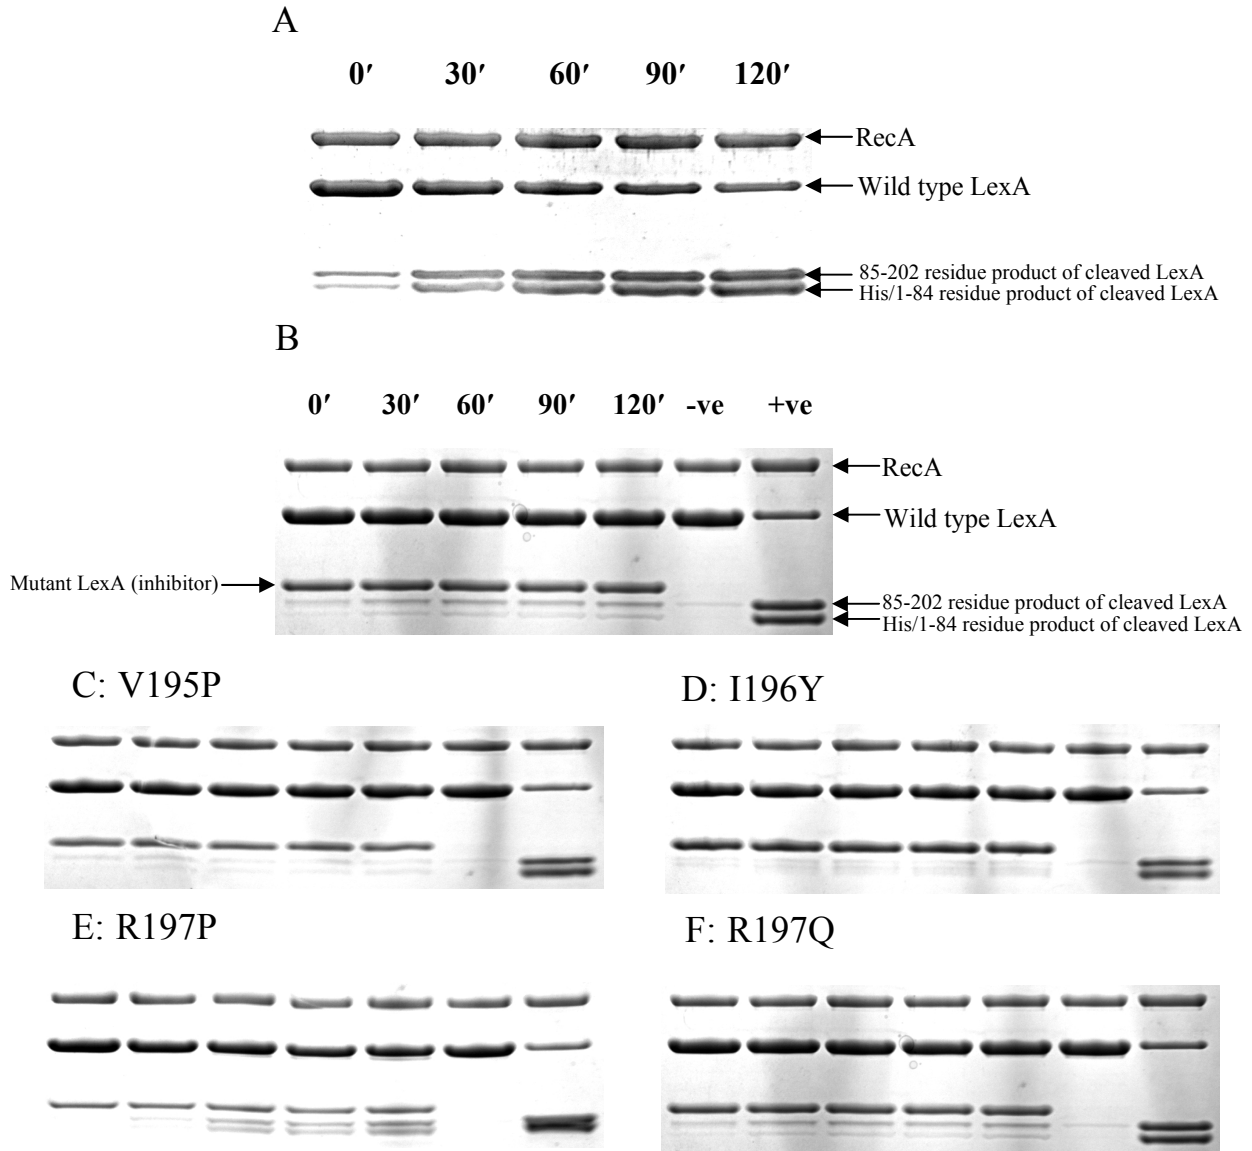 A
0′ 30′ 60′ 90′ 120′
RecA
Wild type LexA
85-202 residue product of cleaved LexA
His/1-84 residue product of cleaved LexA
B
0′ 30′ 60′ 90′ 120′ -ve +ve
RecA
Wild type LexA
Mutant LexA (inhibitor)
85-202 residue product of cleaved LexA
His/1-84 residue product of cleaved LexA
C: V195P
D: I196Y
E: R197P
F: R197Q